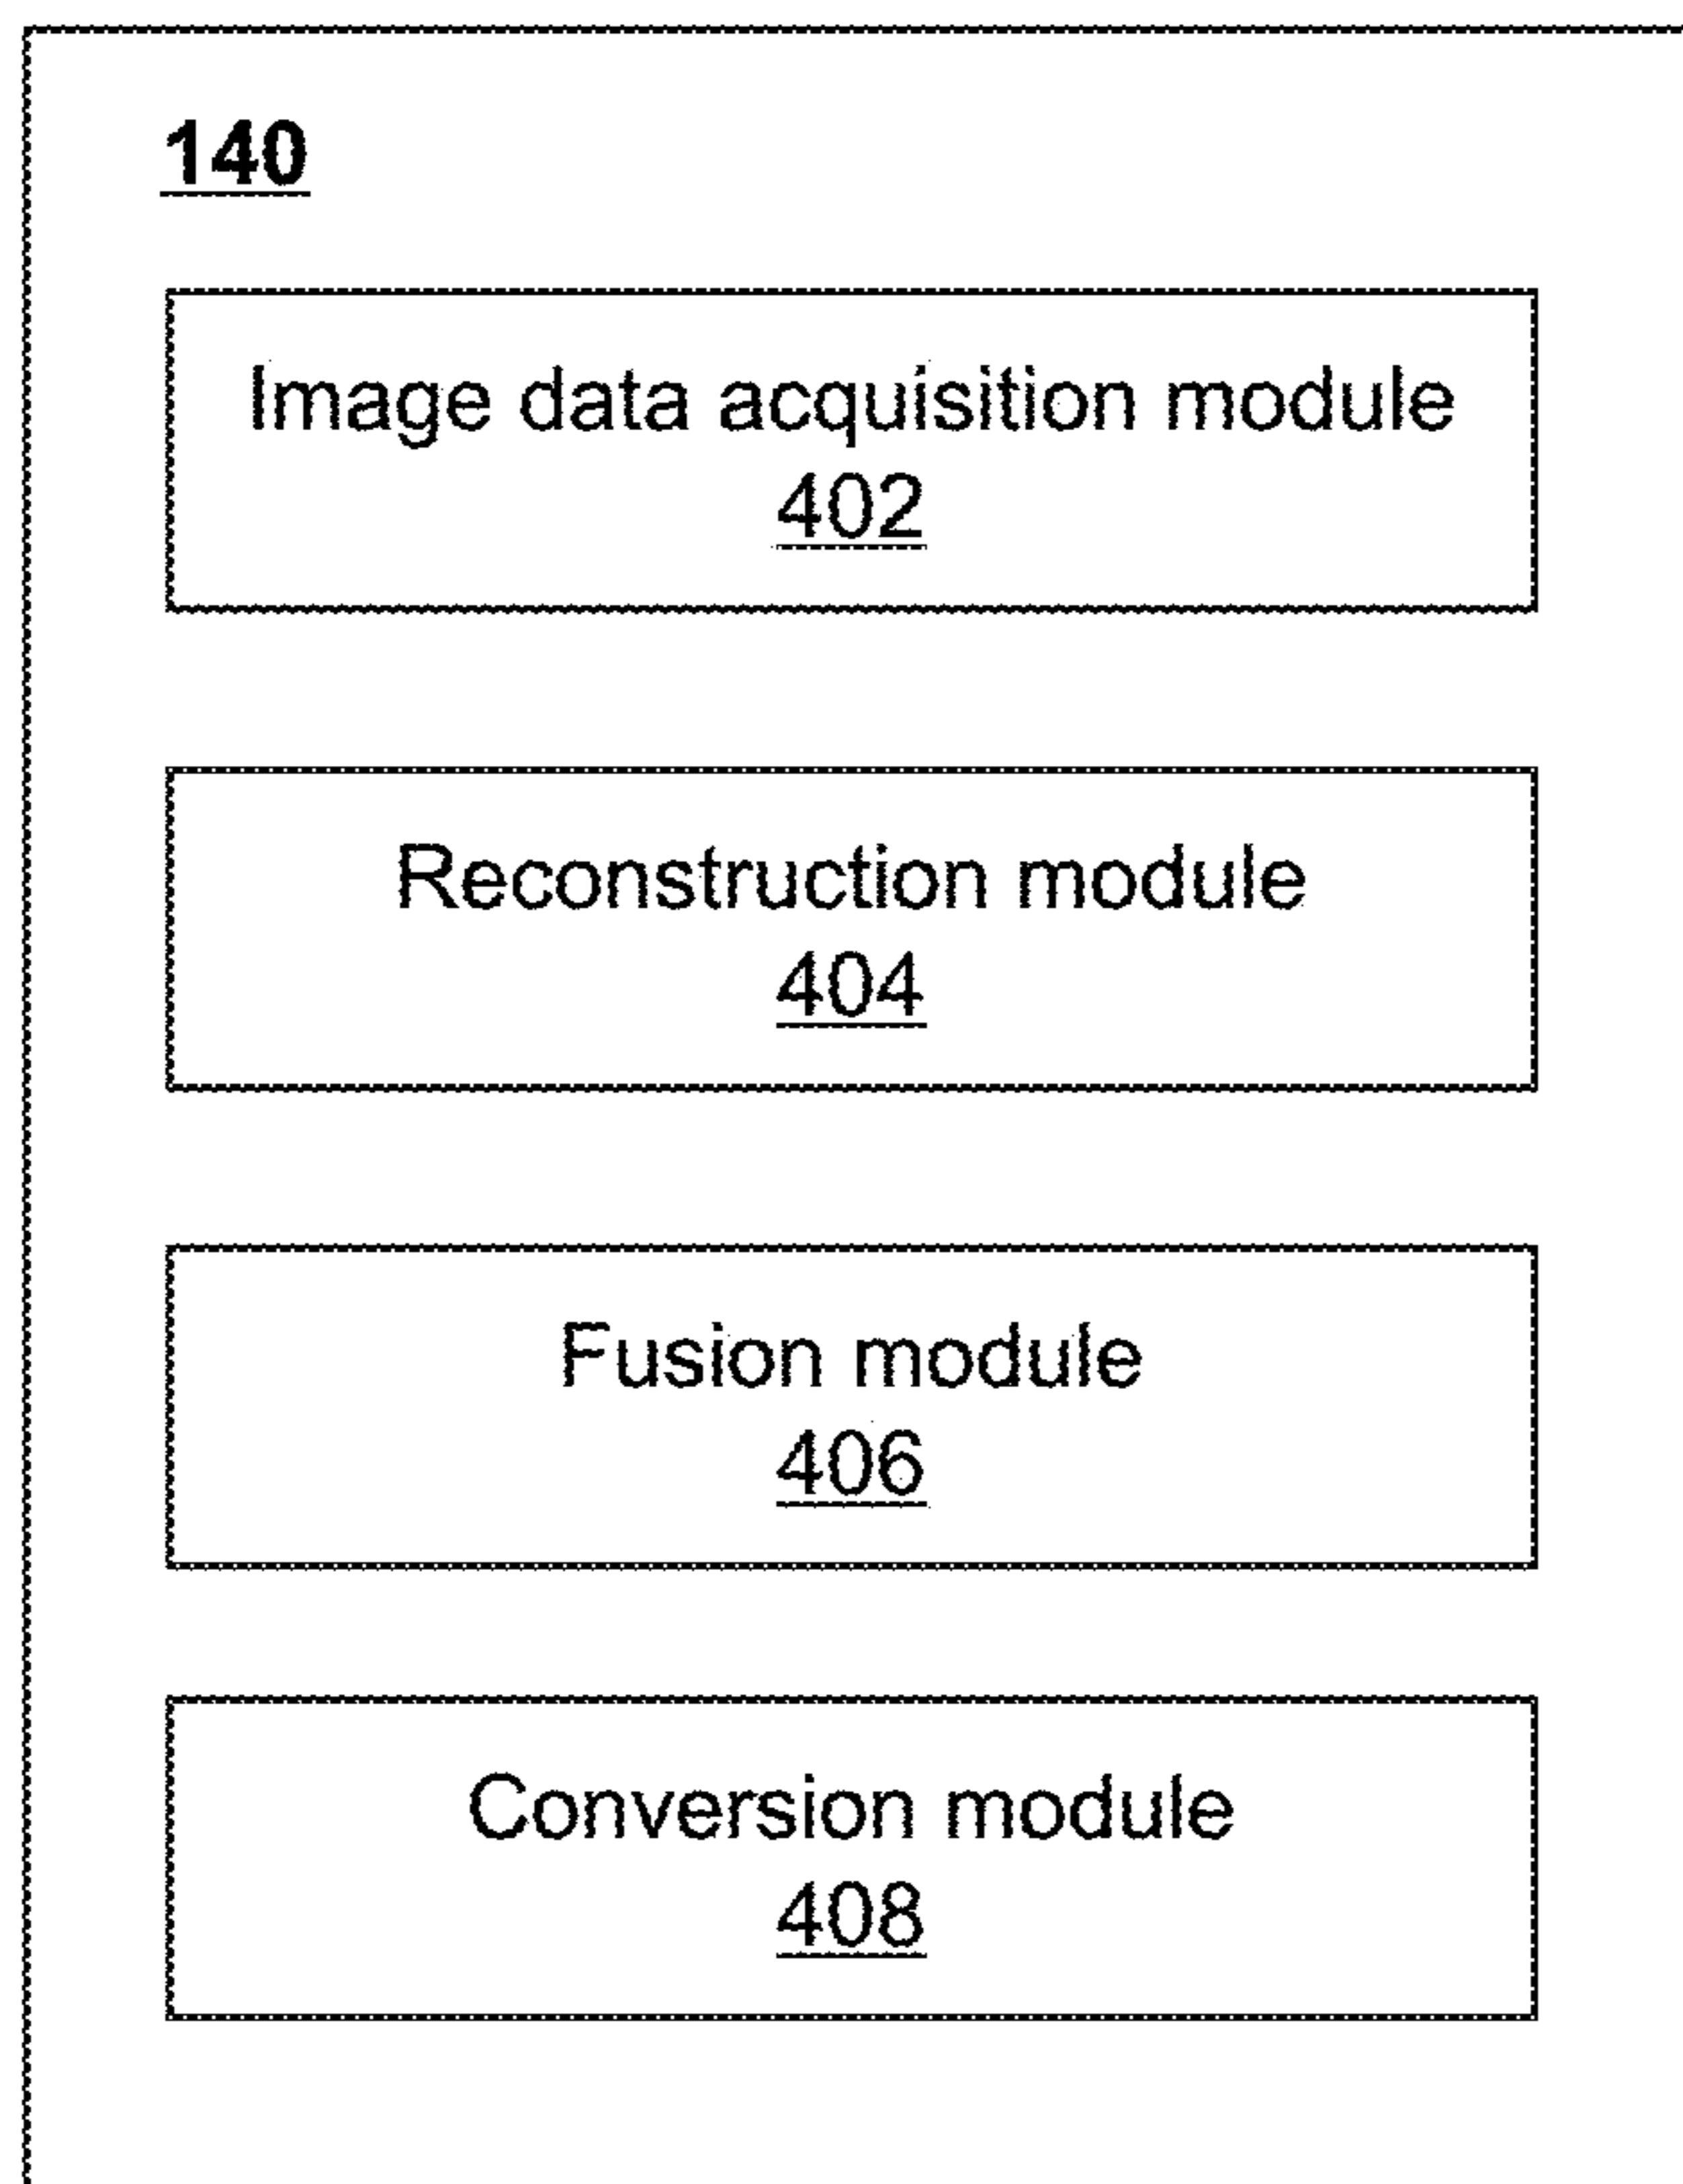 140
Image data acquisition module
402
Reconstruction module
404
Fusion module
406
Conversion module
408